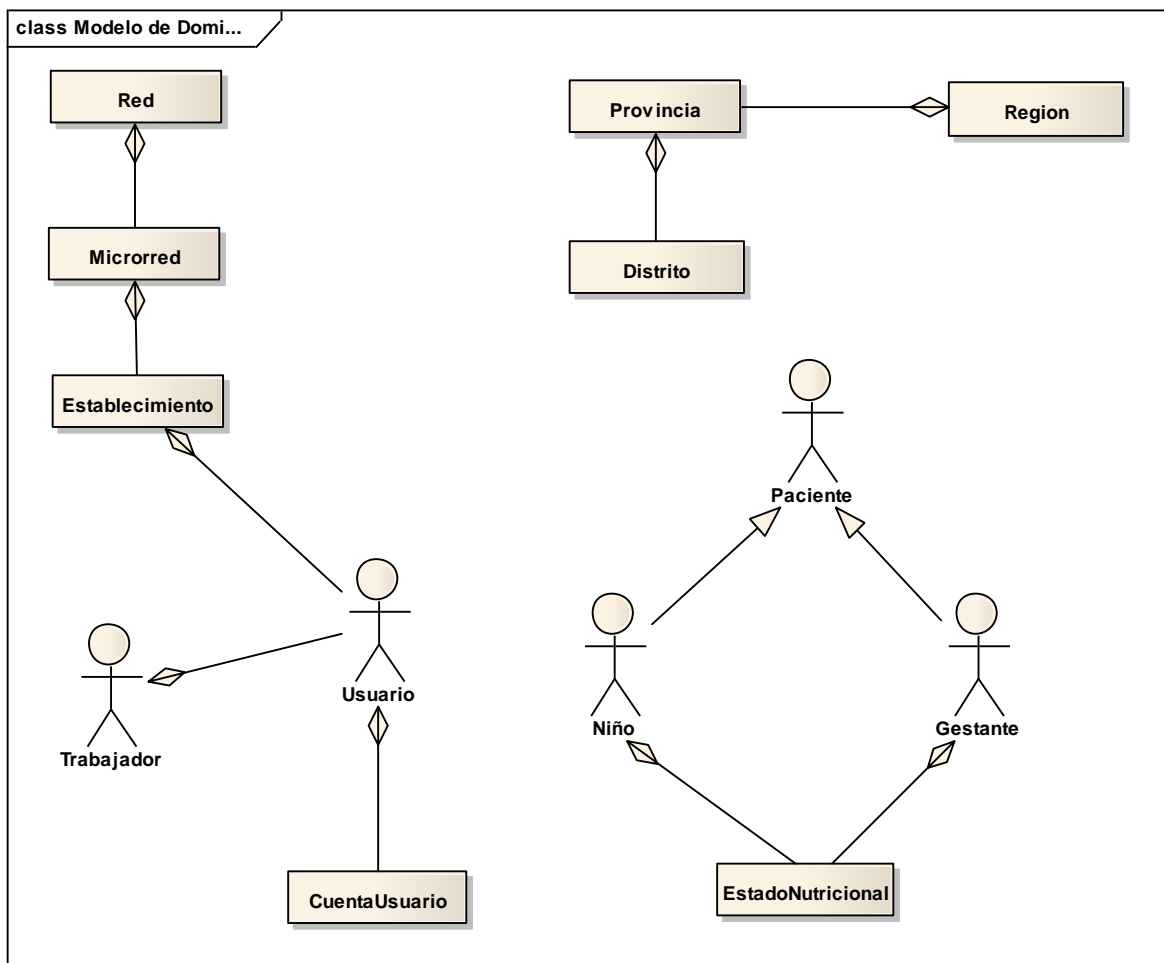 class Modelo de Domi...
Red
Provincia
Region
Microrred
Distrito
Establecimiento
Paciente
Usuario
Niño
Gestante
Trabajador
CuentaUsuario
EstadoNutricional